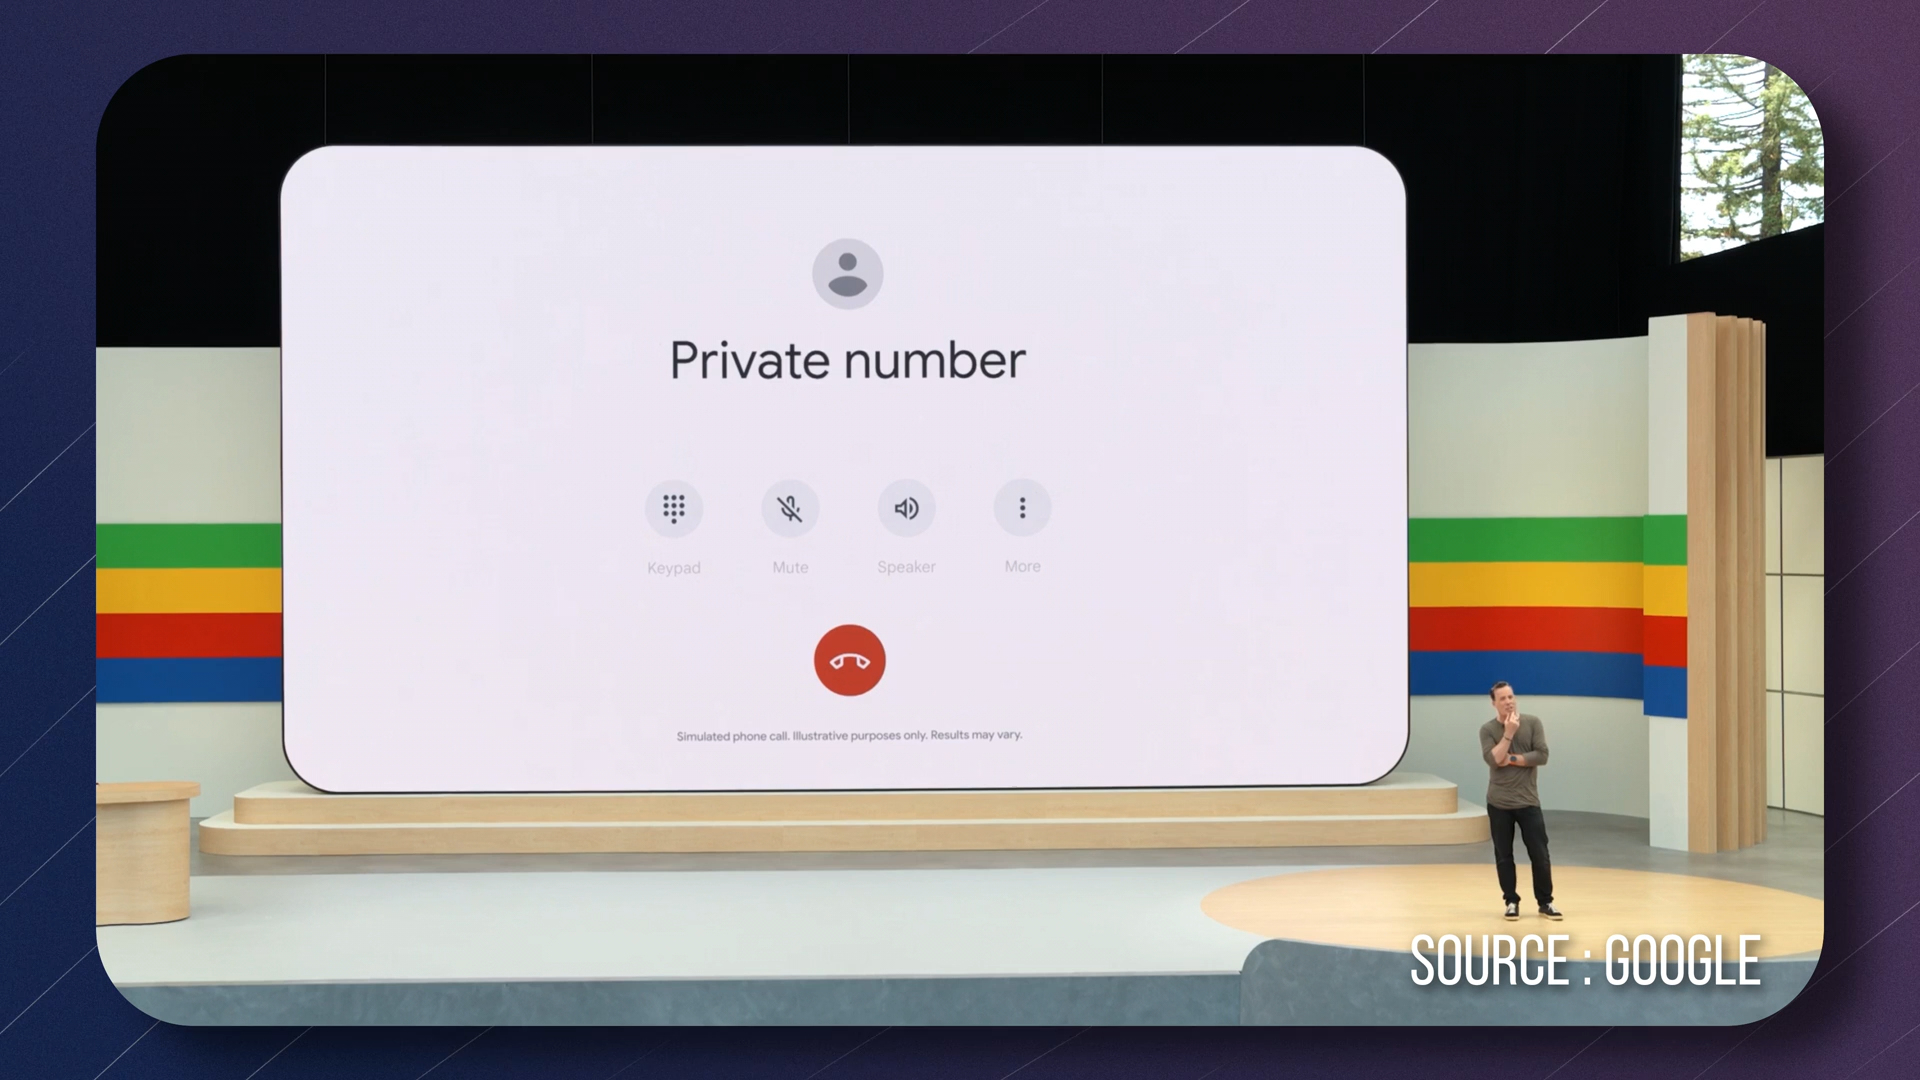 Private number
Keypad
Mute
Speaker
More
Simulated phone call. Illustrative purposes only. Results may vary.
SOURCE : GOOGLE